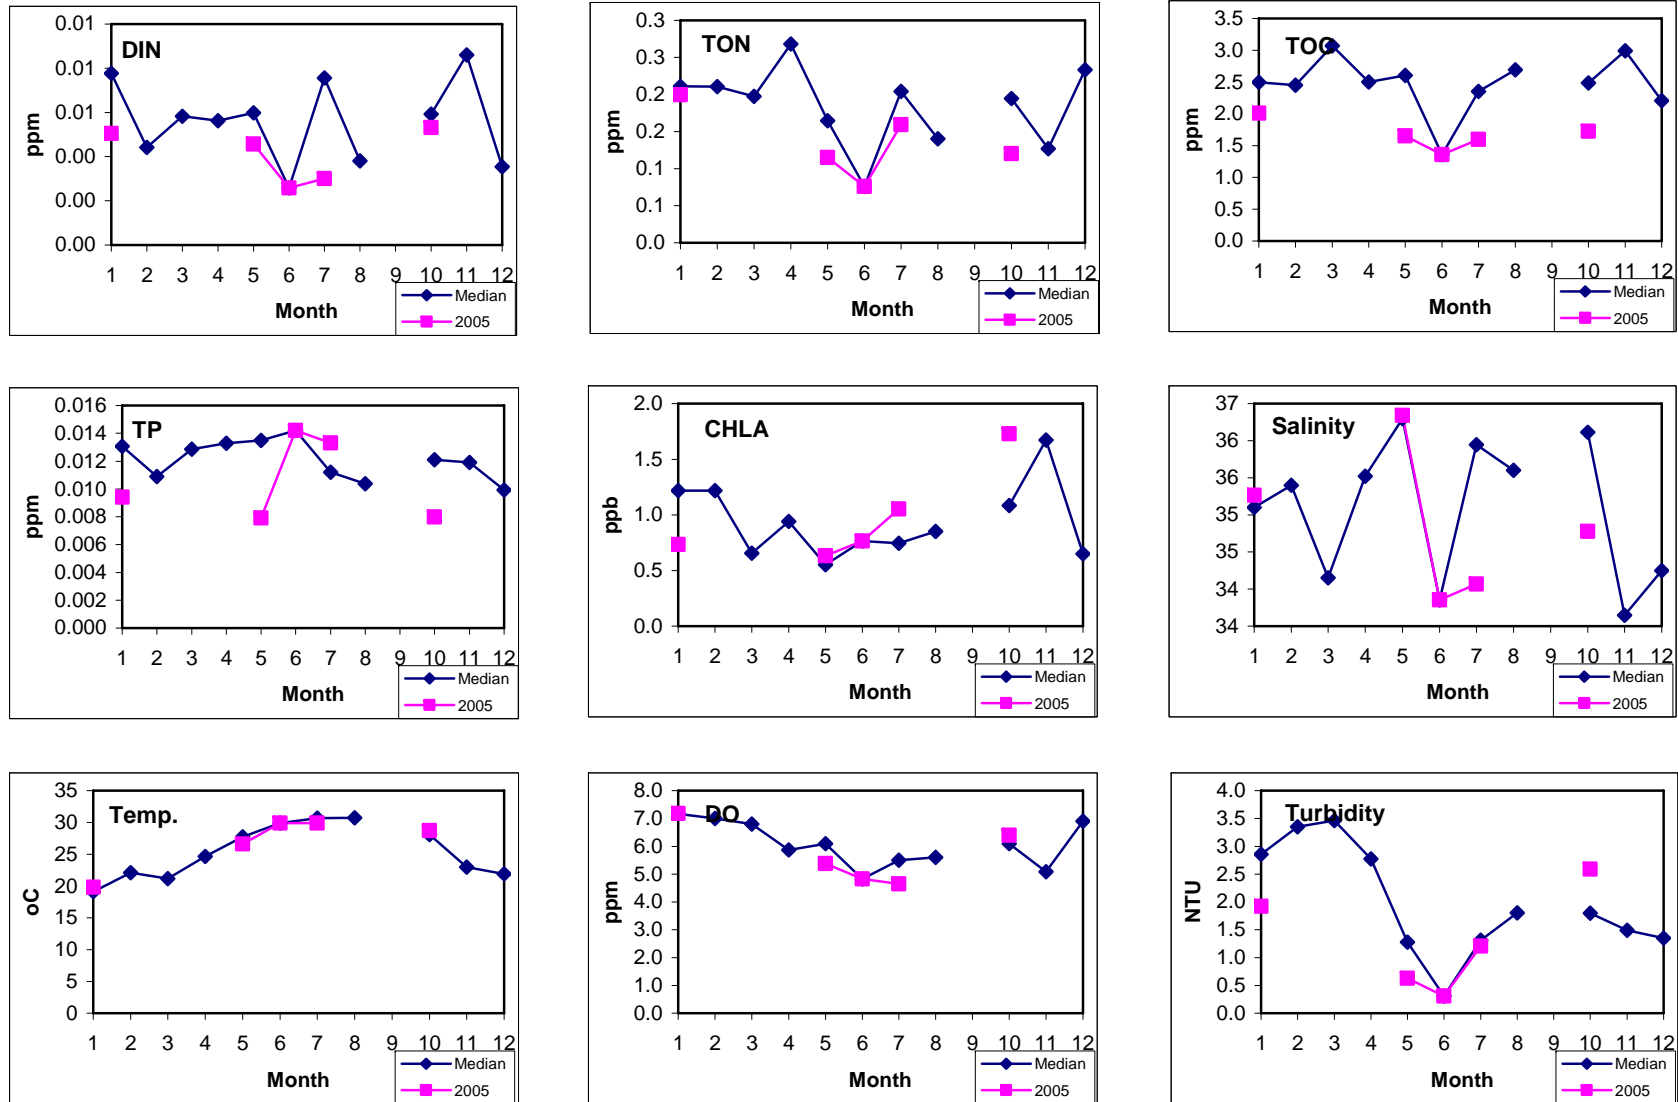 DIN
ppm
0.01
0.01
0.01
0.00
0.00
0.00
1 2 3 4 5 6 7 8 9 10 11 12
Month
Median
2005
TON
ppm
0.3
0.3
0.2
0.2
0.1
0.1
0.0
1 2 3 4 5 6 7 8 9 10 11 12
Month
Median
2005
TOC
ppm
3.5
3.0
2.5
2.0
1.5
1.0
0.5
0.0
1 2 3 4 5 6 7 8 9 10 11 12
Month
Median
2005
TP
ppm
0.016
0.014
0.012
0.010
0.008
0.006
0.004
0.002
0.000
1 2 3 4 5 6 7 8 9 10 11 12
Month
Median
2005
CHLA
ppb
2.0
1.5
1.0
0.5
0.0
1 2 3 4 5 6 7 8 9 10 11 12
Month
Median
2005
Salinity
37
36
36
35
35
34
34
1 2 3 4 5 6 7 8 9 10 11 12
Month
Median
2005
Temp.
oC
35
30
25
20
15
10
5
0
1 2 3 4 5 6 7 8 9 10 11 12
Month
Median
2005
DO
ppm
8.0
7.0
6.0
5.0
4.0
3.0
2.0
1.0
0.0
1 2 3 4 5 6 7 8 9 10 11 12
Month
Median
2005
Turbidity
NTU
4.0
3.5
3.0
2.5
2.0
1.5
1.0
0.5
0.0
1 2 3 4 5 6 7 8 9 10 11 12
Month
Median
2005